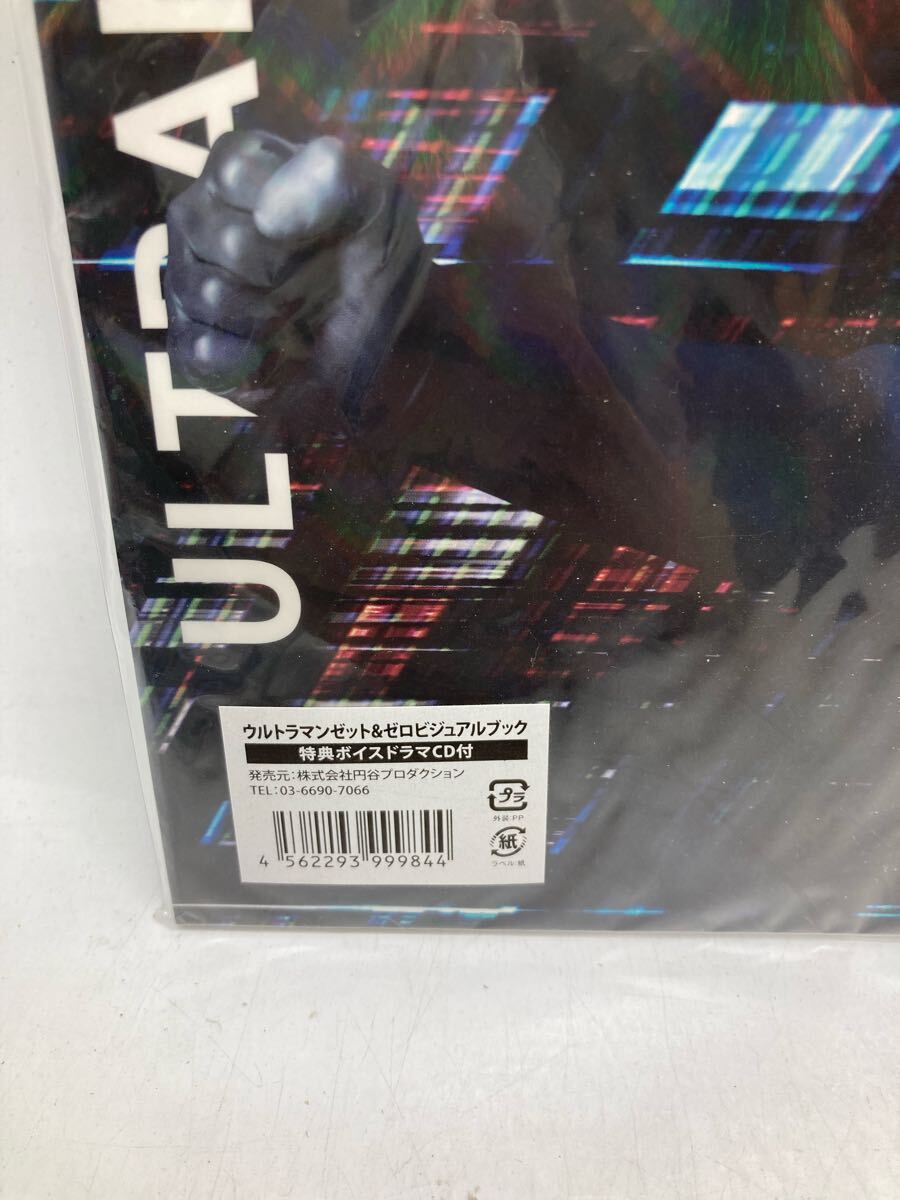 ULTRA
ウルトラマンゼット&ゼロビジュアルブック
特典ボイスドラマCD付
発売元:株式会社円谷プロダクション
TEL:03-6690-7066
プラ
外装:PP
紙
ラベル:紙
4 562293 999844